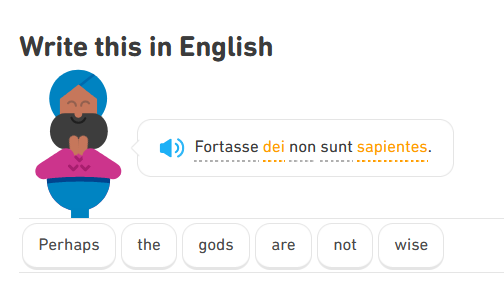 Write this in English
Fortasse dei non sunt sapientes.
Perhaps the gods are not wise